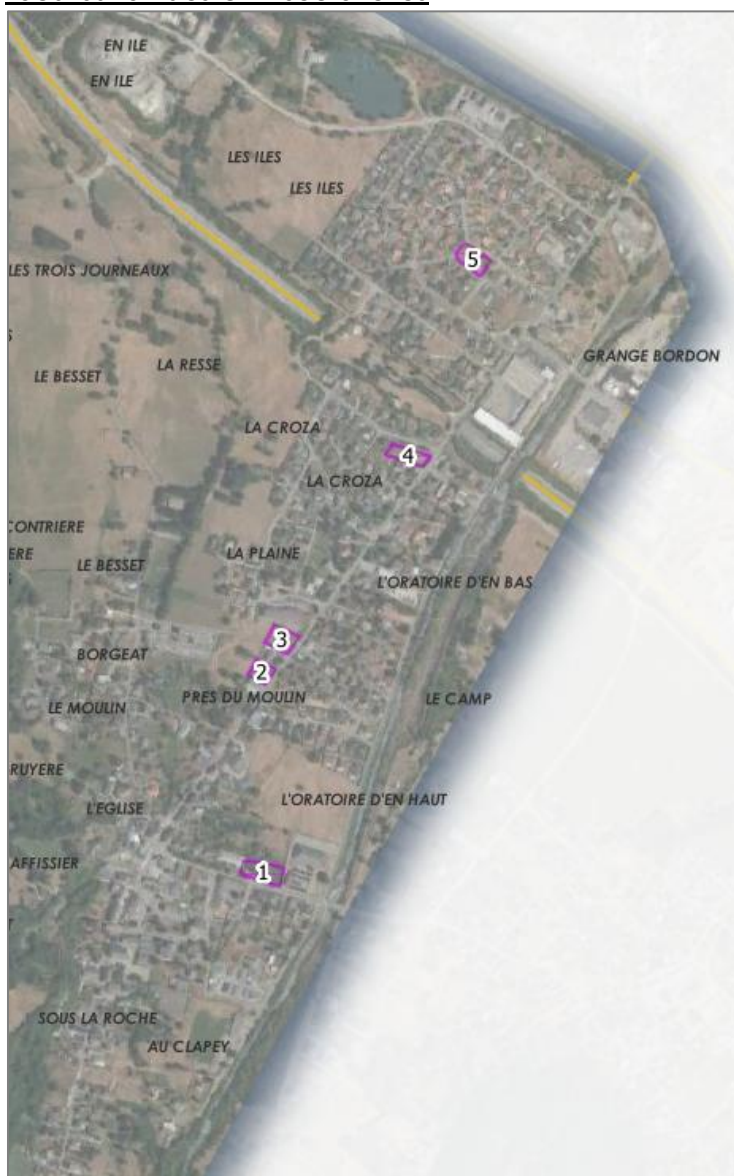 EN ILE
EN ILE
LES ILES
LES ILES
5
LES TROIS JOURNEAUX
GRANGE BORDON
LA RESSE
LE BESSET
LA CROZA
4
LA CROZA
CONTRIERE
ERE
LA PLAINE
LE BESSET
L'ORATOIRE D'EN BAS
3
BORGEAT
2
PRES DU MOULIN
LE CAMP
LE MOULIN
RUYERE
L'ORATOIRE D'EN HAUT
L'EGLISE
AFFISSIER
1
SOUS LA ROCHE
AU CLAPEY